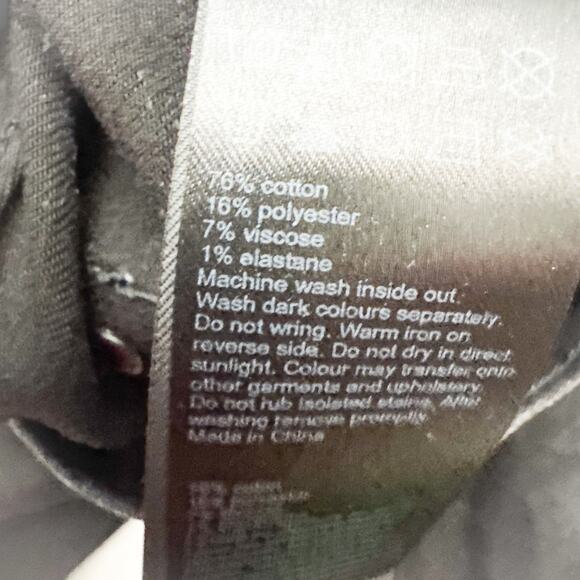 76% cotton
16% polyester
7% viscose
1% elastane
Machine wash inside out.
Wash dark colours separately.
Do not wring. Warm iron on
reverse side. Do not dry in direct
sunlight. Colour may transfer onto
other garments and upholstery.
Do not rub isolated stains. After
washing remove promptly.
Made in China